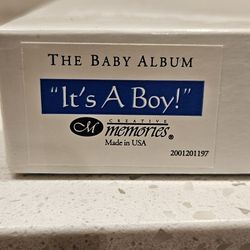 THE BABY ALBUM
"It's A Boy!"
M CREATIVE
memories®
Made in USA
2001201197